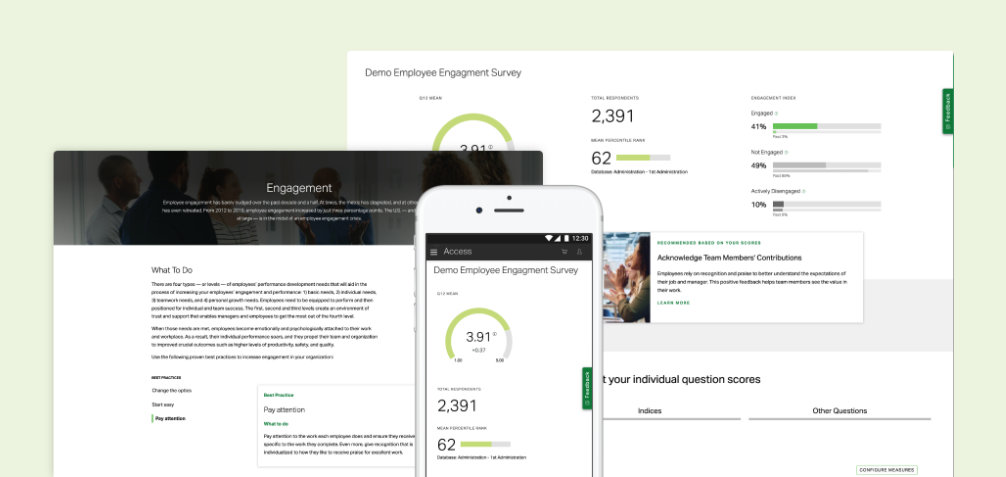 Demo Employee Engagment Survey
Q12 MEAN
3.91
TOTAL RESPONDENTS
2,391
MEAN PERCENTILE RANK
62
Database: Administration - 1st Administration
ENGAGEMENT INDEX
Engaged
41%
Not Engaged
49%
Actively Disengaged
10%
Feedback
RECOMMENDED BASED ON YOUR SCORES
Acknowledge Team Members' Contributions
Employees rely on recognition and praise to better understand the expectations of
their job and manager. This positive feedback helps team members see the value in
their work.
LEARN MORE
t your individual question scores
Indices
Other Questions
CONFIGURE MEASURES
Engagement
Employee engagement has barely budged over the past decade and a half. At times, the metric has degraded, and at othe
has even retreated. From 2012 to 2016, employee engagement increased by just three percentage points. The U.S. — and
at large — is in the midst of an employee engagement crisis.
What To Do
There are four types — or levels — of employees' performance development needs that will aid in the
process of increasing your employees' engagement and performance: 1) basic needs, 2) individual needs,
3) teamwork needs, and 4) personal growth needs. Employees need to be equipped to perform and then
positioned for individual and team success. The first, second and third levels create an environment of
trust and support that enables managers and employees to get the most out of the fourth level.
When those needs are met, employees become emotionally and psychologically attached to their work
and workplace. As a result, their individual performance soars, and they propel their team and organization
to improved crucial outcomes such as higher levels of productivity, safety, and quality.
Use the following proven best practices to increase engagement in your organization:
BEST PRACTICES
Change the optics
Start easy
Pay attention
Best Practice
Pay attention
What to do
Pay attention to the work each employee does and ensure they receive
specific to the work they complete. Even more, give recognition that is
individualized to how they like to receive praise for excellent work.
12:30
Access
Demo Employee Engagment Survey
Q12 MEAN
3.91
+0.37
1.00
5.00
Feedback
TOTAL RESPONDENTS
2,391
MEAN PERCENTILE RANK
62
Database: Administration - 1st Administration